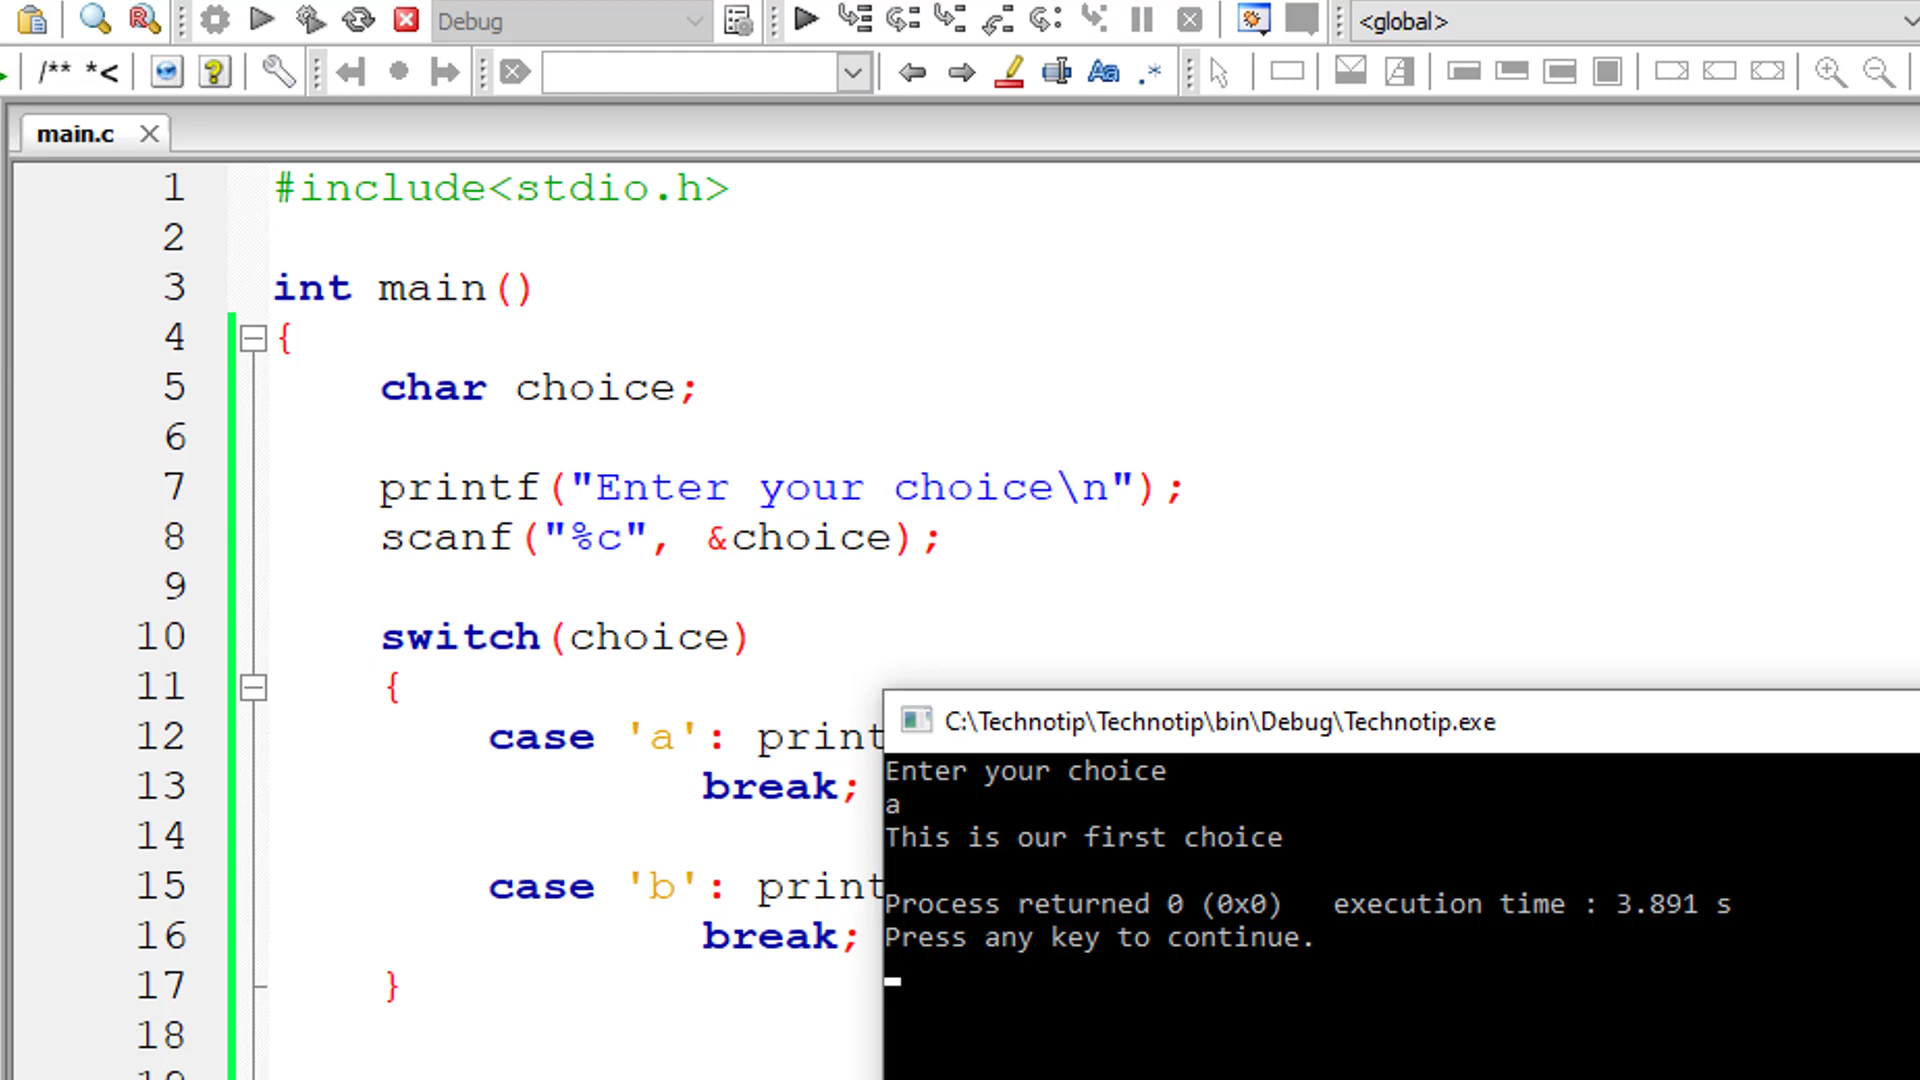 Debug
<global>
/** *<
Aa
.*
main.c
1 #include<stdio.h>
2
3 int main()
4 {
5 char choice;
6
7 printf("Enter your choice\n");
8 scanf("%c", &choice);
9
10 switch(choice)
11 {
12 case 'a': print
13 break;
14
15 case 'b': print
16 break;
17 }
18
C:\Technotip\Technotip\bin\Debug\Technotip.exe
Enter your choice
a
This is our first choice
Process returned 0 (0x0) execution time : 3.891 s
Press any key to continue.